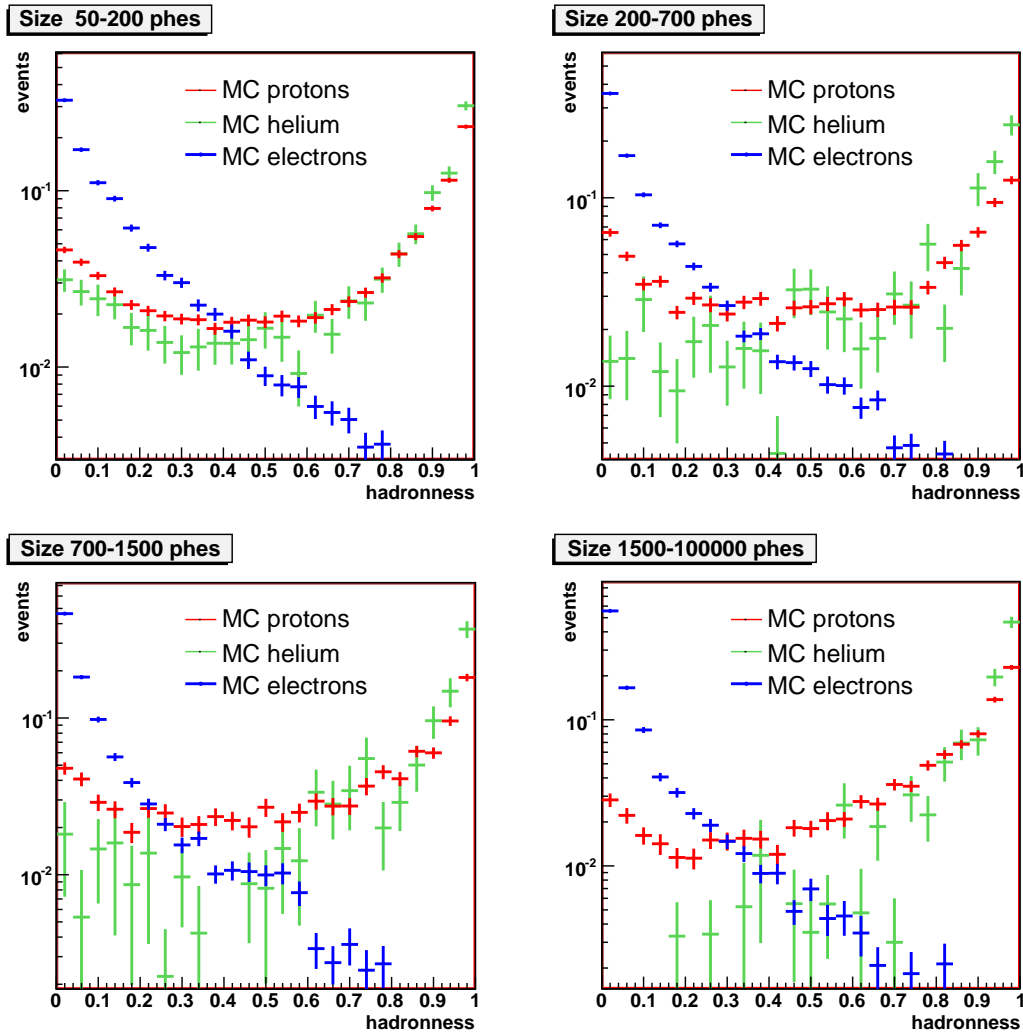 Size 50-200 phes
events
MC protons
MC helium
MC electrons
10^-1
10^-2
0 0.1 0.2 0.3 0.4 0.5 0.6 0.7 0.8 0.9 1
hadronness
Size 200-700 phes
events
MC protons
MC helium
MC electrons
10^-1
10^-2
0 0.1 0.2 0.3 0.4 0.5 0.6 0.7 0.8 0.9 1
hadronness
Size 700-1500 phes
events
MC protons
MC helium
MC electrons
10^-1
10^-2
0 0.1 0.2 0.3 0.4 0.5 0.6 0.7 0.8 0.9 1
hadronness
Size 1500-100000 phes
events
MC protons
MC helium
MC electrons
10^-1
10^-2
0 0.1 0.2 0.3 0.4 0.5 0.6 0.7 0.8 0.9 1
hadronness